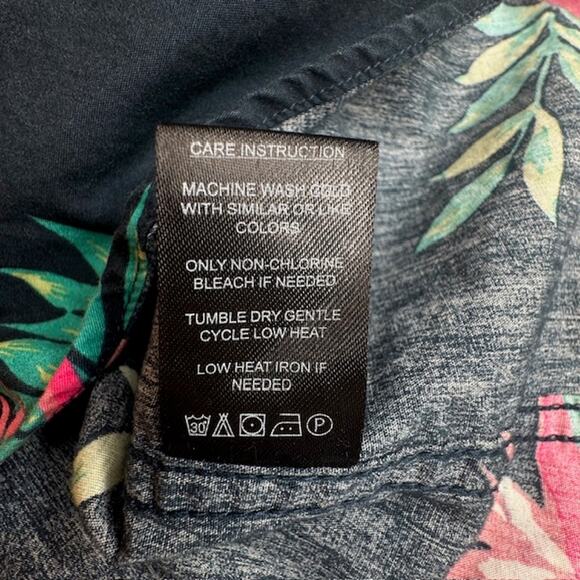 CARE INSTRUCTION
MACHINE WASH COLD
WITH SIMILAR OR LIKE
COLORS
ONLY NON-CHLORINE
BLEACH IF NEEDED
TUMBLE DRY GENTLE
CYCLE LOW HEAT
LOW HEAT IRON IF
NEEDED
30 P